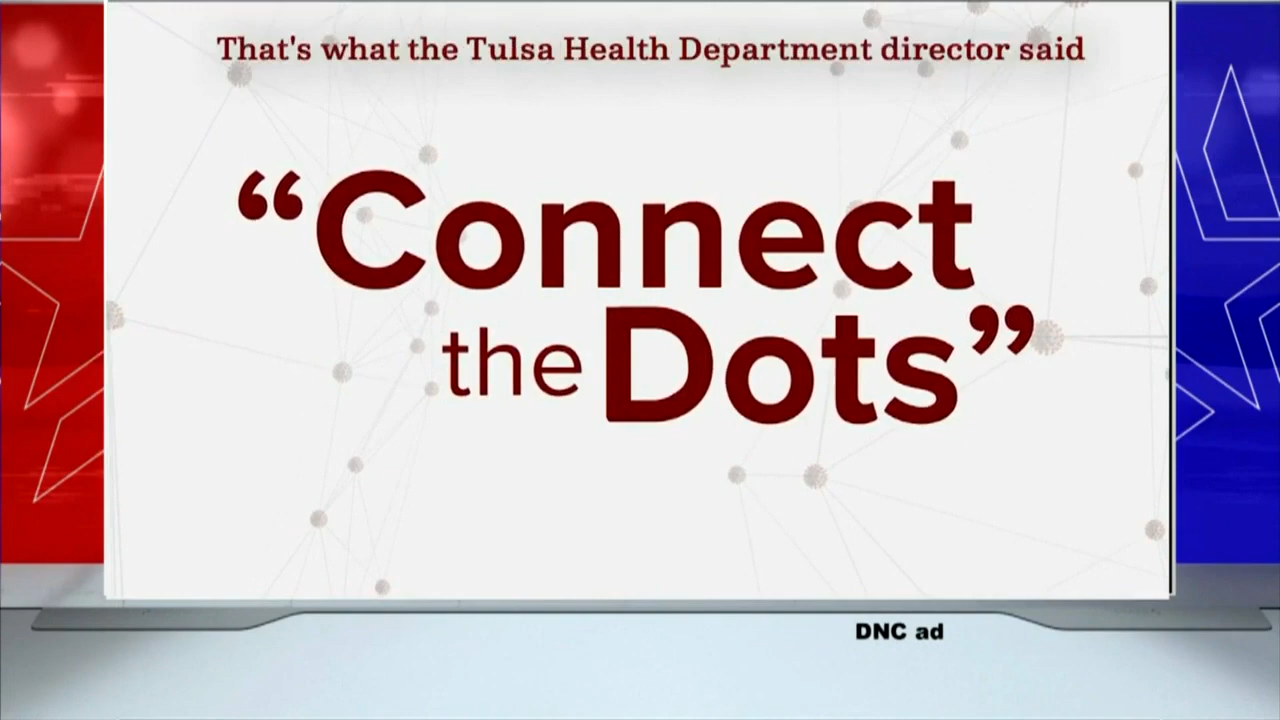 That's what the Tulsa Health Department director said
“Connect
the Dots”
DNC ad